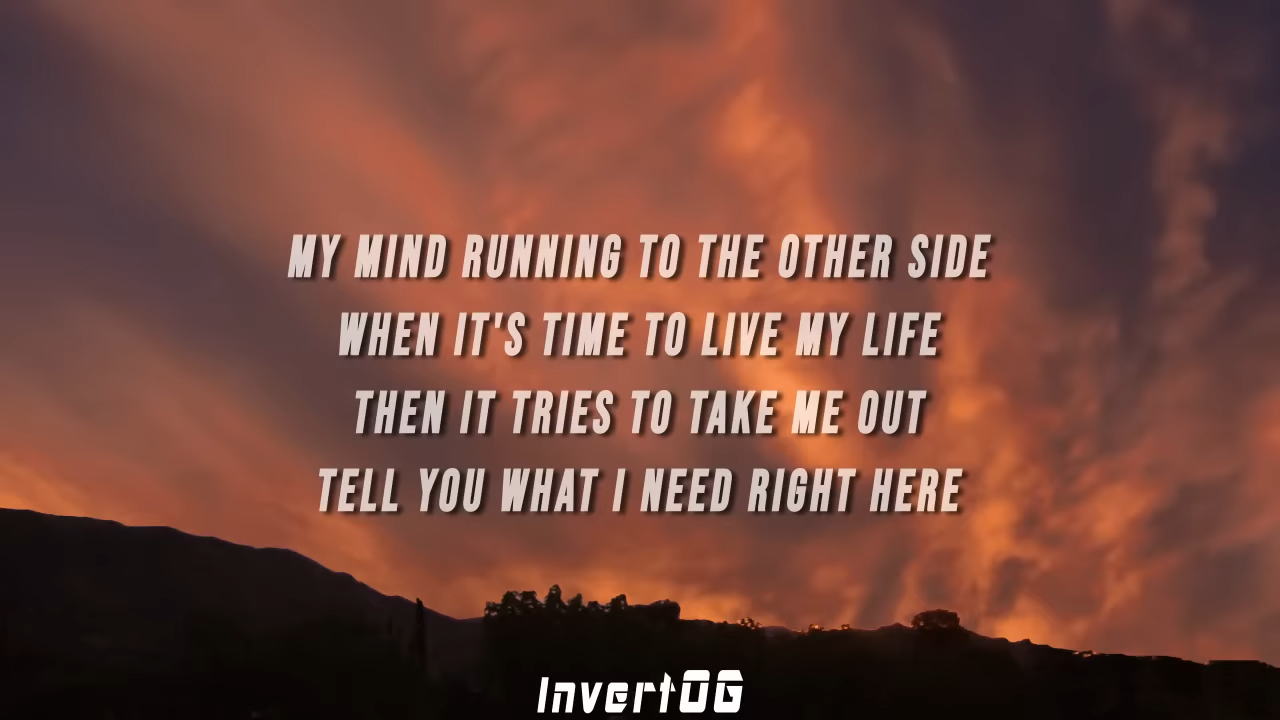 MY MIND RUNNING TO THE OTHER SIDE
WHEN IT'S TIME TO LIVE MY LIFE
THEN IT TRIES TO TAKE ME OUT
TELL YOU WHAT I NEED RIGHT HERE
InvertOG